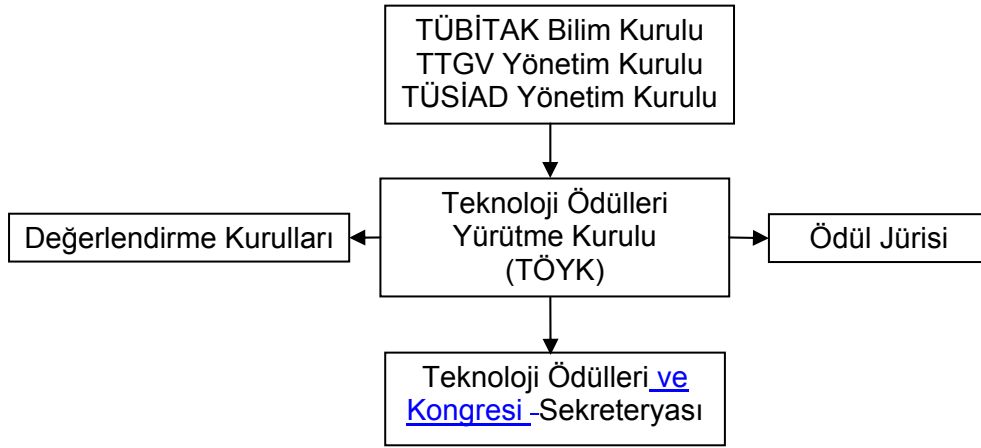 TÜBİTAK Bilim Kurulu
TTGV Yönetim Kurulu
TÜSİAD Yönetim Kurulu
Değerlendirme Kurulları
Teknoloji Ödülleri
Yürütme Kurulu
(TÖYK)
Ödül Jürisi
Teknoloji Ödülleri ve
Kongresi -Sekreteryası